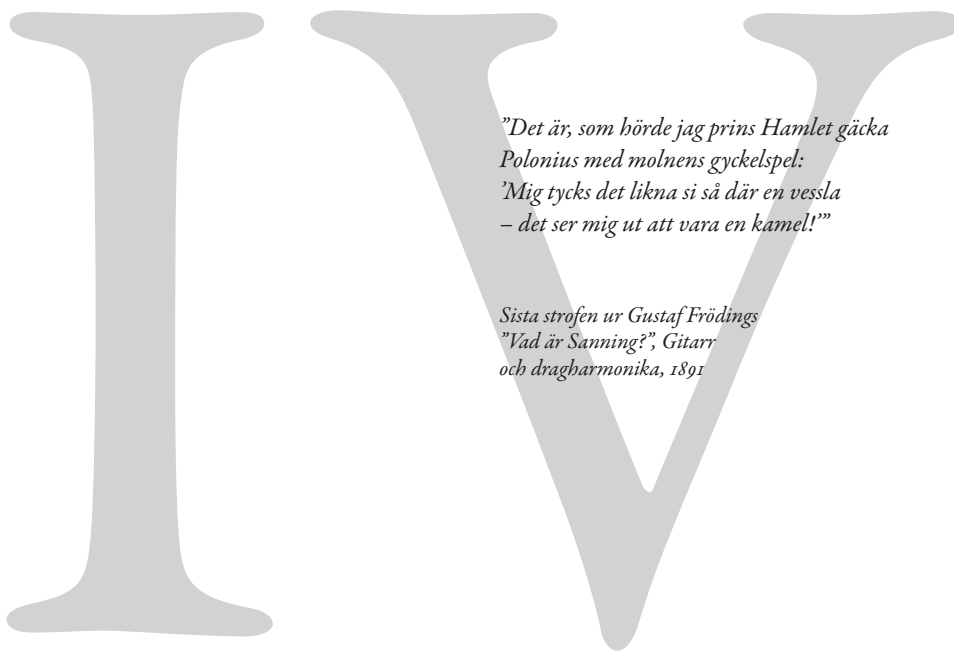 IV
”Det är, som hörde jag prins Hamlet gäcka
Polonius med molnens gyckelspel:
’Mig tycks det likna si så där en vessla
– det ser mig ut att vara en kamel!’”
Sista strofen ur Gustaf Frödings
”Vad är Sanning?”, Gitarr
och dragharmonika, 1891